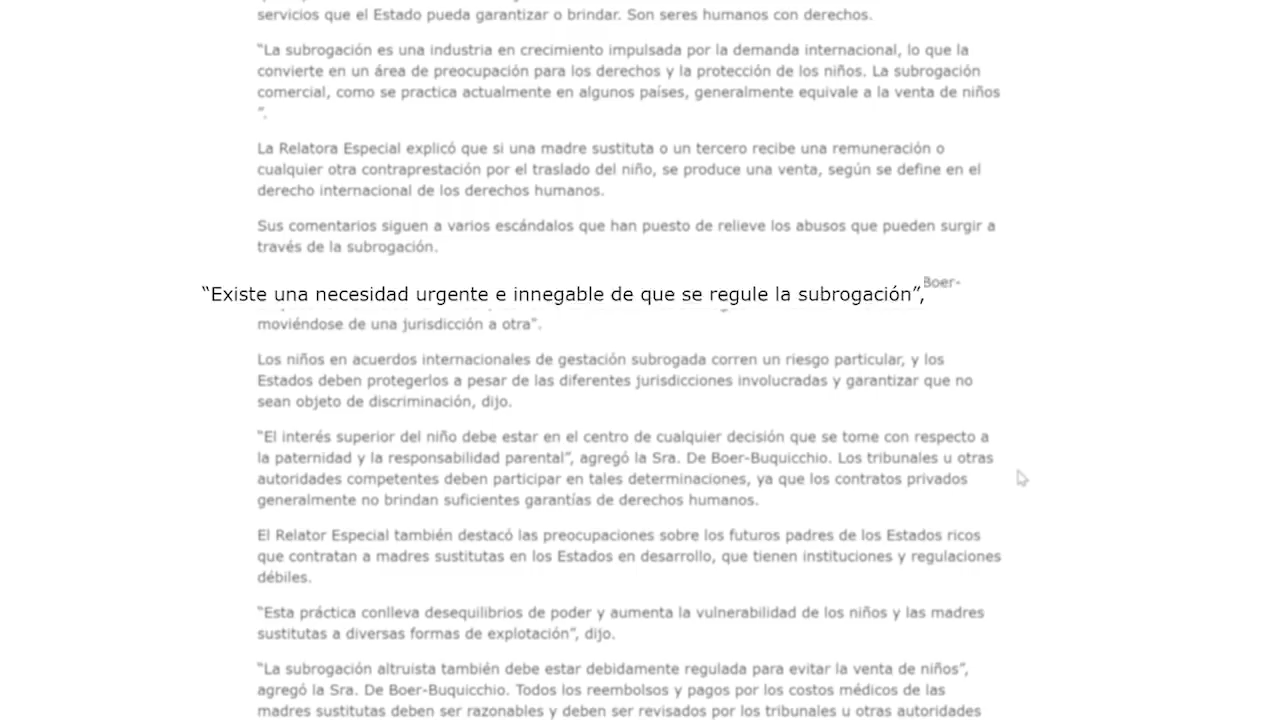 servicios que el Estado pueda garantizar o brindar. Son seres humanos con derechos.
“La subrogación es una industria en crecimiento impulsada por la demanda internacional, lo que la
convierte en un área de preocupación para los derechos y la protección de los niños. La subrogación
comercial, como se practica actualmente en algunos países, generalmente equivale a la venta de niños
”.
La Relatora Especial explicó que si una madre sustituta o un tercero recibe una remuneración o
cualquier otra contraprestación por el traslado del niño, se produce una venta, según se define en el
derecho internacional de los derechos humanos.
Sus comentarios siguen a varios escándalos que han puesto de relieve los abusos que pueden surgir a
través de la subrogación.
Boer-
“Existe una necesidad urgente e innegable de que se regule la subrogación”,
moviéndose de una jurisdicción a otra".
Los niños en acuerdos internacionales de gestación subrogada corren un riesgo particular, y los
Estados deben protegerlos a pesar de las diferentes jurisdicciones involucradas y garantizar que no
sean objeto de discriminación, dijo.
“El interés superior del niño debe estar en el centro de cualquier decisión que se tome con respecto a
la paternidad y la responsabilidad parental”, agregó la Sra. De Boer-Buquicchio. Los tribunales u otras
autoridades competentes deben participar en tales determinaciones, ya que los contratos privados
generalmente no brindan suficientes garantías de derechos humanos.
El Relator Especial también destacó las preocupaciones sobre los futuros padres de los Estados ricos
que contratan a madres sustitutas en los Estados en desarrollo, que tienen instituciones y regulaciones
débiles.
“Esta práctica conlleva desequilibrios de poder y aumenta la vulnerabilidad de los niños y las madres
sustitutas a diversas formas de explotación”, dijo.
“La subrogación altruista también debe estar debidamente regulada para evitar la venta de niños”,
agregó la Sra. De Boer-Buquicchio. Todos los reembolsos y pagos por los costos médicos de las
madres sustitutas deben ser razonables y deben ser revisados por los tribunales u otras autoridades